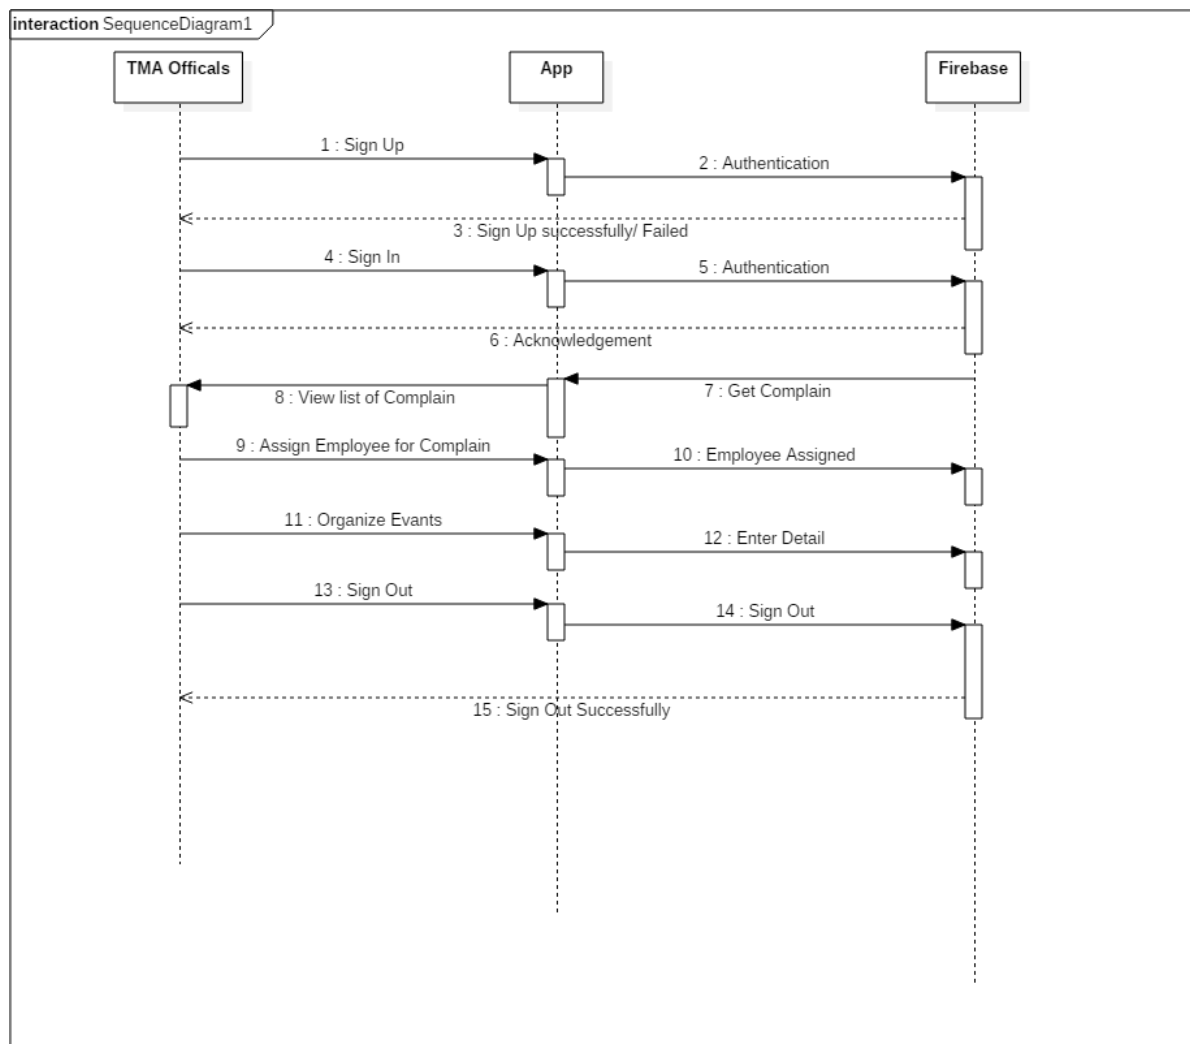 interaction SequenceDiagram1
TMA Officals
App
Firebase
1 : Sign Up
2 : Authentication
3 : Sign Up successfully/ Failed
4 : Sign In
5 : Authentication
6 : Acknowledgement
7 : Get Complain
8 : View list of Complain
9 : Assign Employee for Complain
10 : Employee Assigned
11 : Organize Evants
12 : Enter Detail
13 : Sign Out
14 : Sign Out
15 : Sign Out Successfully